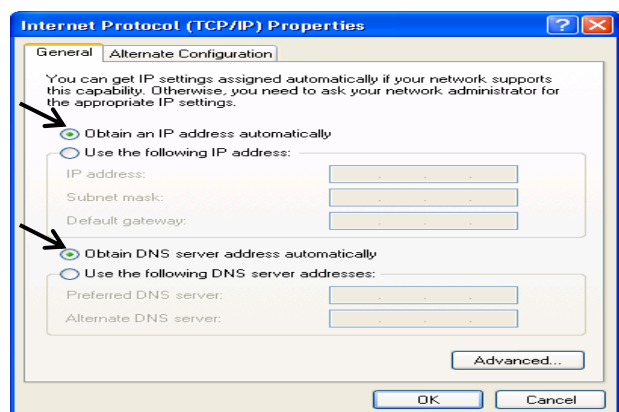 Internet Protocol (TCP/IP) Properties
General
Alternate Configuration
You can get IP settings assigned automatically if your network supports
this capability. Otherwise, you need to ask your network administrator for
the appropriate IP settings.
Obtain an IP address automatically
Use the following IP address:
IP address:
Subnet mask:
Default gateway:
Obtain DNS server address automatically
Use the following DNS server addresses:
Preferred DNS server:
Alternate DNS server:
Advanced...
OK
Cancel